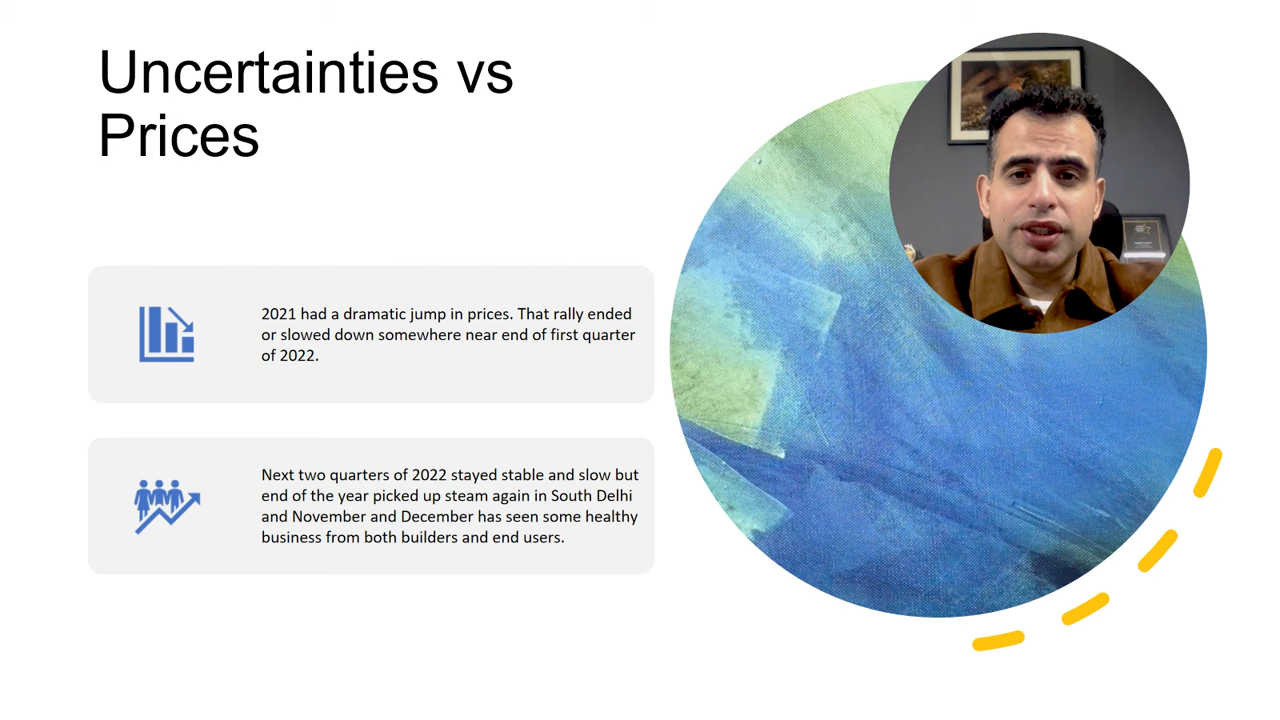 Uncertainties vs
Prices
2021 had a dramatic jump in prices. That rally ended
or slowed down somewhere near end of first quarter
of 2022.
Next two quarters of 2022 stayed stable and slow but
end of the year picked up steam again in South Delhi
and November and December has seen some healthy
business from both builders and end users.